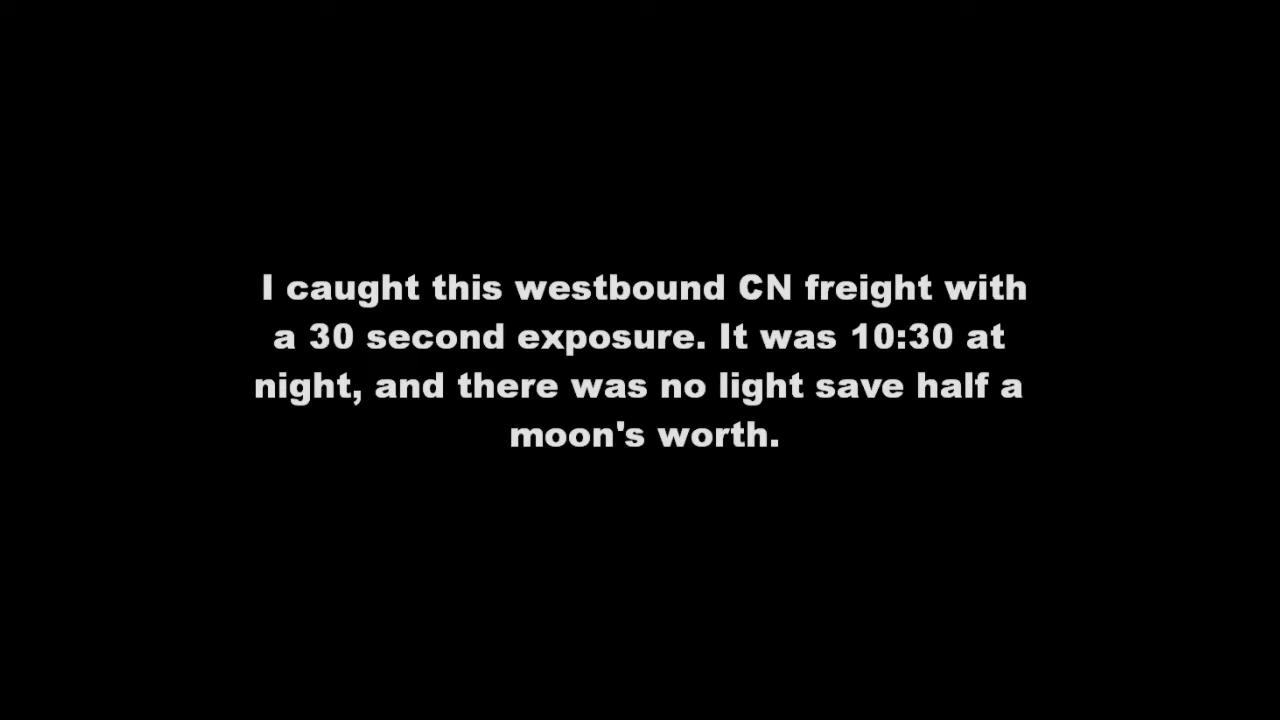 I caught this westbound CN freight with
a 30 second exposure. It was 10:30 at
night, and there was no light save half a
moon's worth.